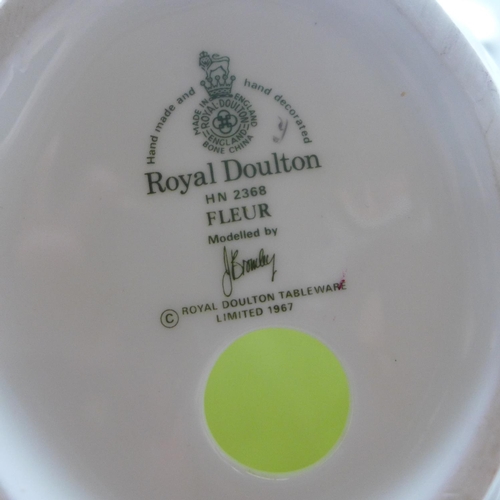 Hand made and hand decorated
MADE IN ENGLAND
ROYAL DOULTON
ENGLAND
BONE CHINA
Royal Doulton
HN 2368
FLEUR
Modelled by
J Bromley
© ROYAL DOULTON TABLEWARE
LIMITED 1967